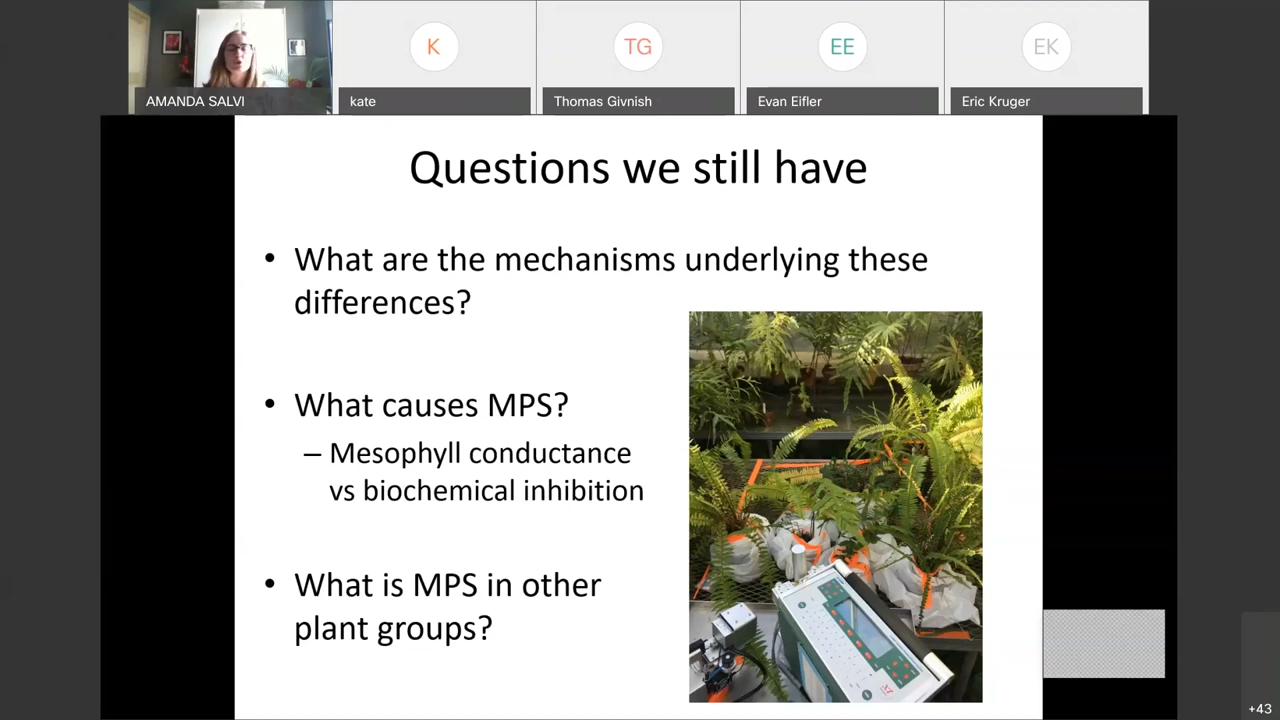 K
TG
EE
EK
AMANDA SALVI
kate
Thomas Givnish
Evan Eifler
Eric Kruger
Questions we still have
• What are the mechanisms underlying these
differences?
• What causes MPS?
– Mesophyll conductance
vs biochemical inhibition
• What is MPS in other
plant groups?
+43